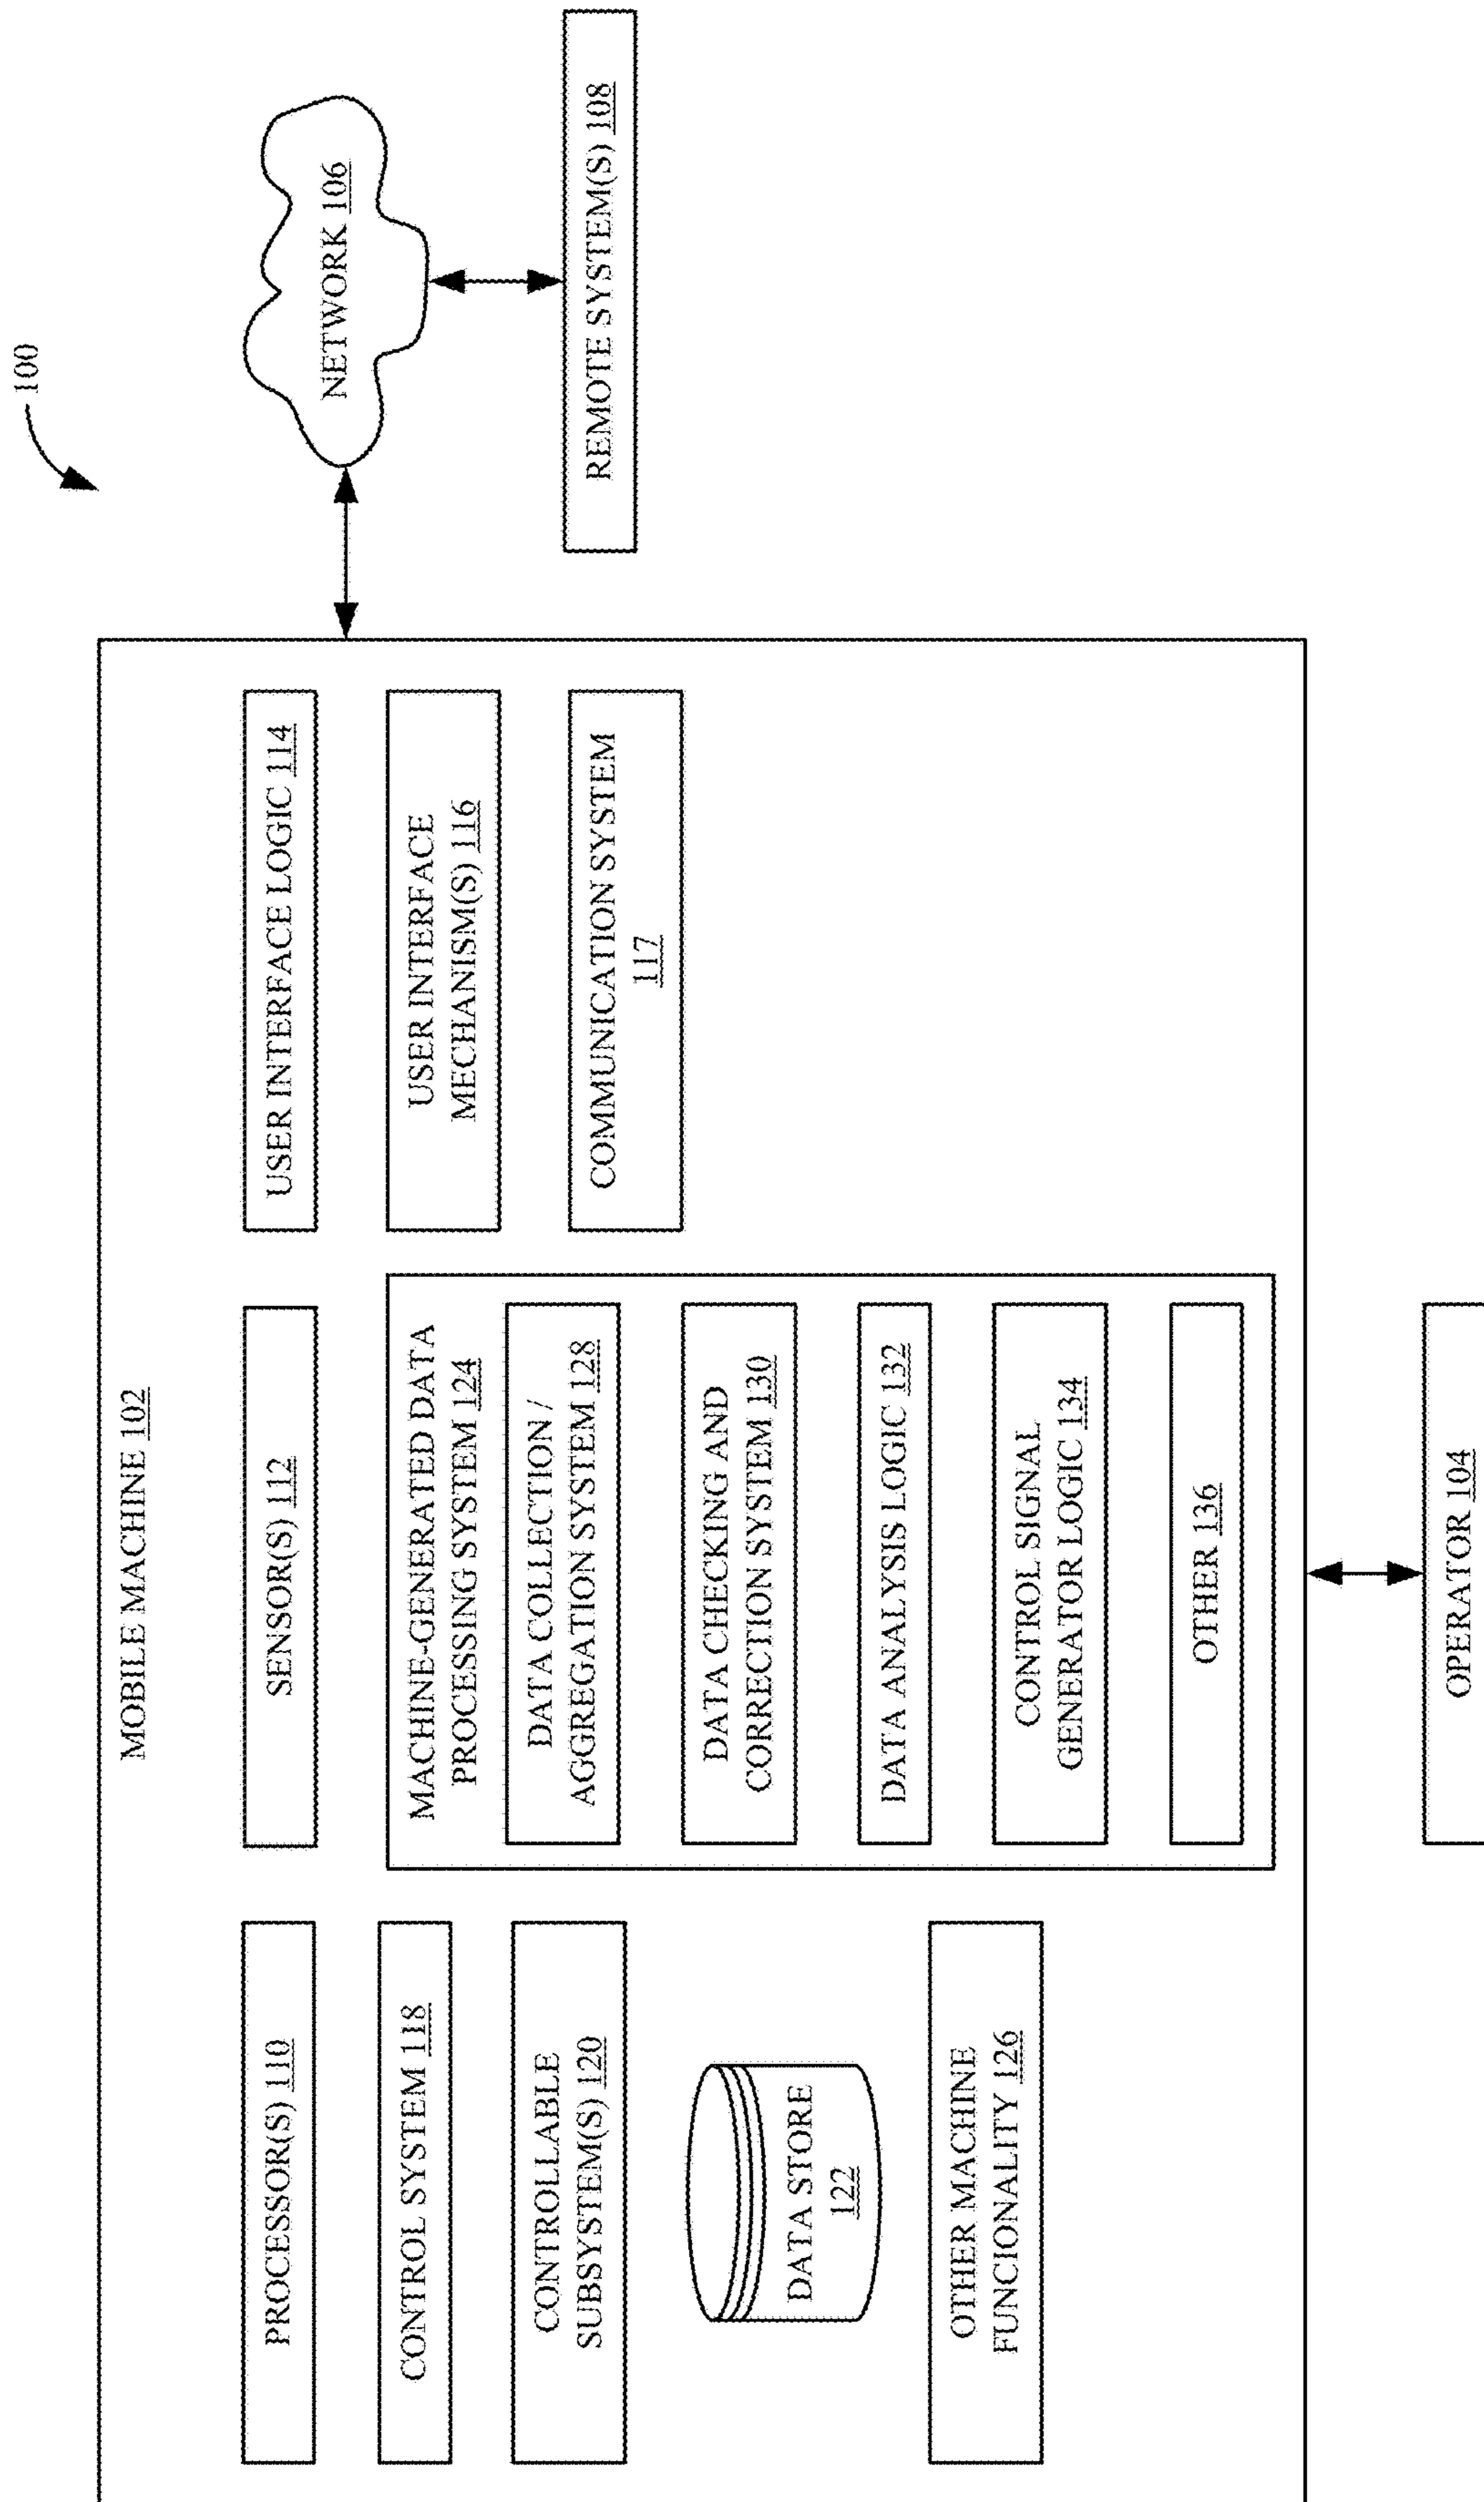 100
MOBILE MACHINE 102
PROCESSOR(S) 110
CONTROL SYSTEM 118
CONTROLLABLE
SUBSYSTEM(S) 120
DATA STORE
122
OTHER MACHINE
FUNCIONALITY 126
SENSOR(S) 112
MACHINE-GENERATED DATA
PROCESSING SYSTEM 124
DATA COLLECTION /
AGGREGATION SYSTEM 128
DATA CHECKING AND
CORRECTION SYSTEM 130
DATA ANALYSIS LOGIC 132
CONTROL SIGNAL
GENERATOR LOGIC 134
OTHER 136
USER INTERFACE LOGIC 114
USER INTERFACE
MECHANISM(S) 116
COMMUNICATION SYSTEM
117
NETWORK 106
REMOTE SYSTEM(S) 108
OPERATOR 104